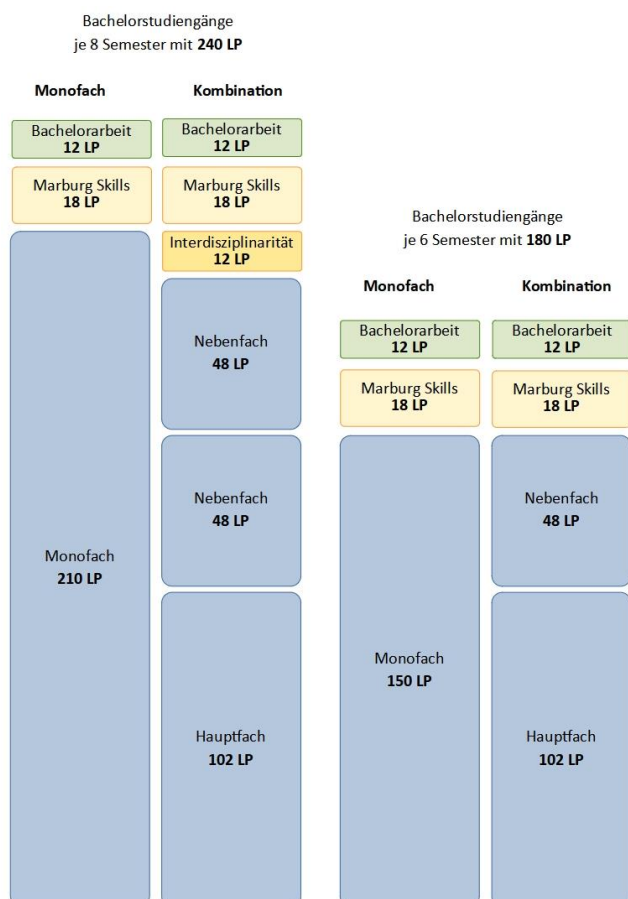 Bachelorstudiengänge
je 8 Semester mit 240 LP
Monofach
Bachelorarbeit
12 LP
Marburg Skills
18 LP
Monofach
210 LP
Kombination
Bachelorarbeit
12 LP
Marburg Skills
18 LP
Interdisziplinarität
12 LP
Nebenfach
48 LP
Nebenfach
48 LP
Hauptfach
102 LP
Bachelorstudiengänge
je 6 Semester mit 180 LP
Monofach
Bachelorarbeit
12 LP
Marburg Skills
18 LP
Monofach
150 LP
Kombination
Bachelorarbeit
12 LP
Marburg Skills
18 LP
Nebenfach
48 LP
Hauptfach
102 LP